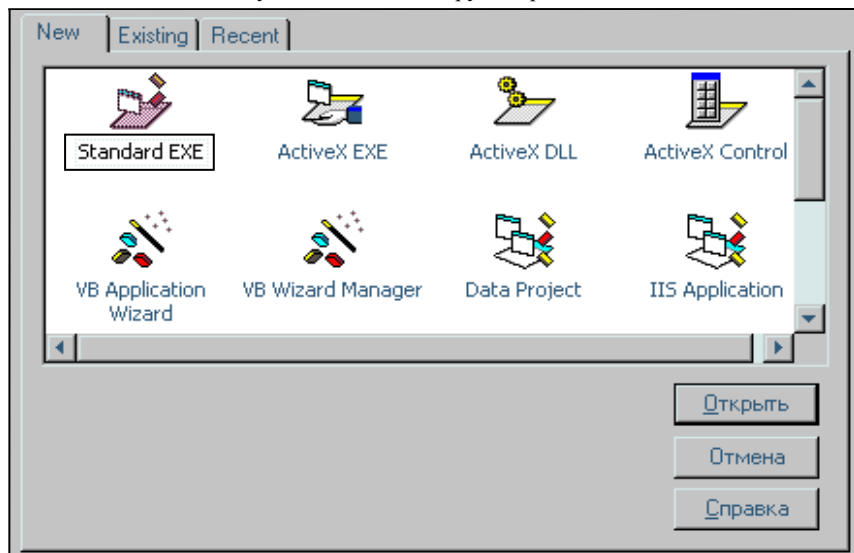 New Existing Recent
Standard EXE ActiveX EXE ActiveX DLL ActiveX Control
VB Application VB Wizard Manager Data Project IIS Application
Wizard
Открыть
Отмена
Справка